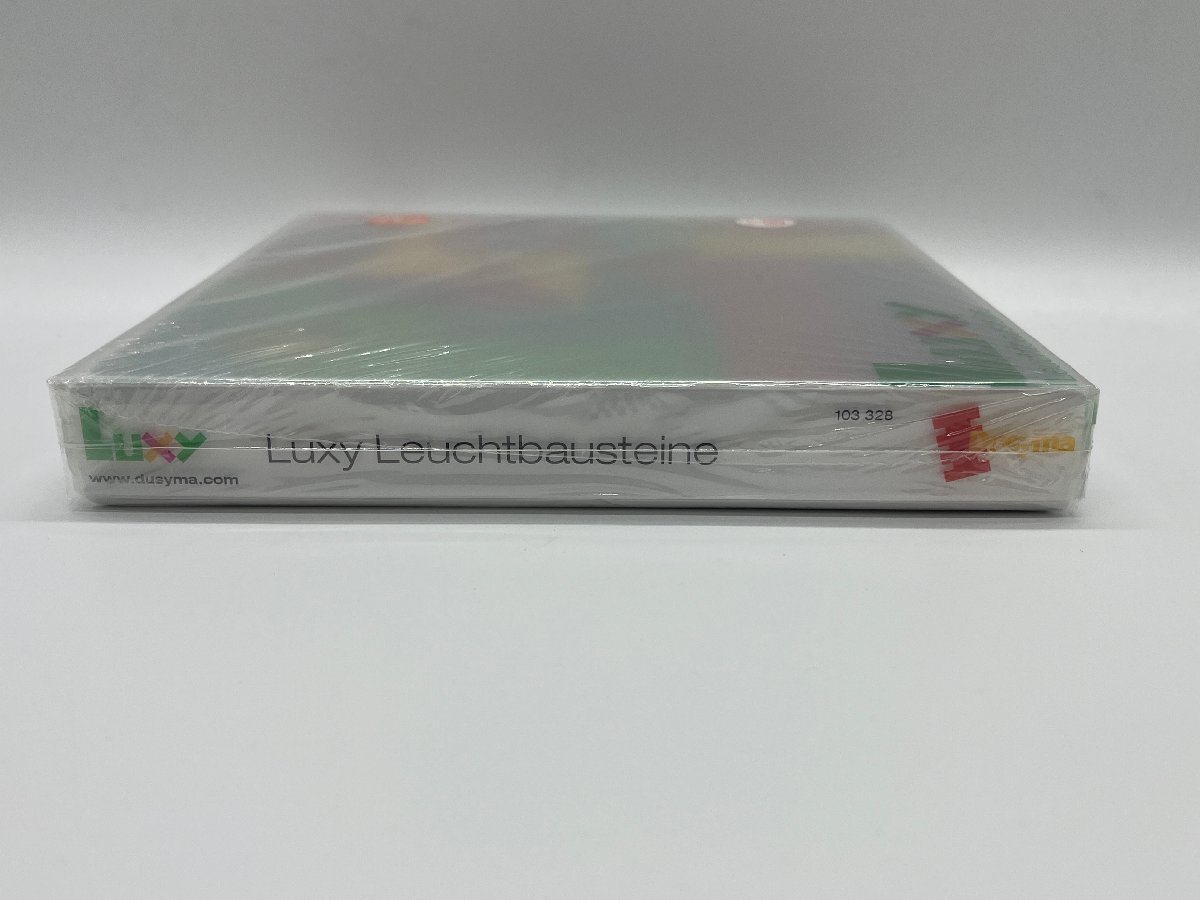 Luxy
www.dusyma.com
Luxy Leuchtbausteine
103 328
Dusyma